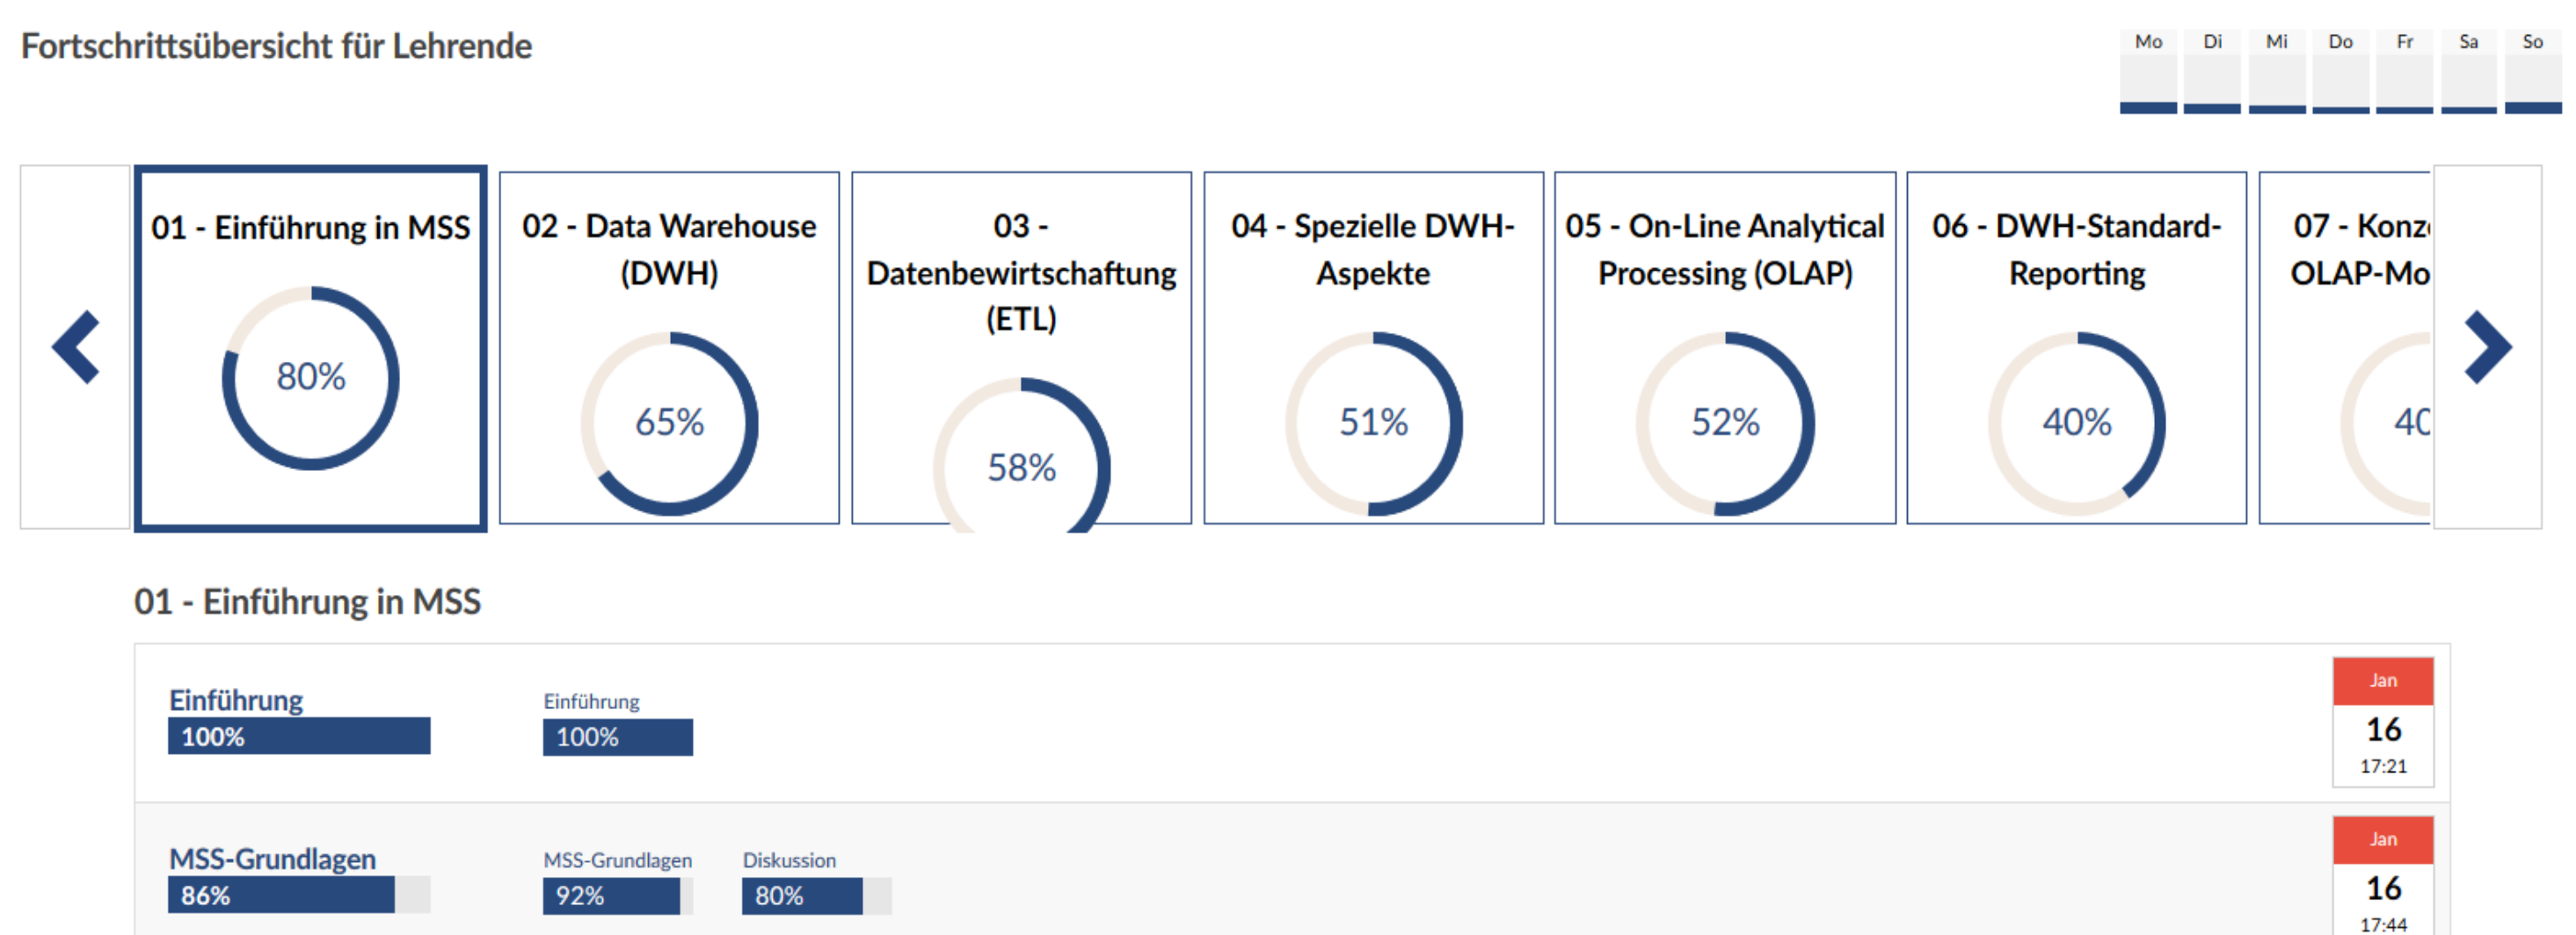 Fortschrittsübersicht für Lehrende
Mo Di Mi Do Fr Sa So
01 - Einführung in MSS
80%
02 - Data Warehouse
(DWH)
65%
03 -
Datenbewirtschaftung
(ETL)
58%
04 - Spezielle DWH-
Aspekte
51%
05 - On-Line Analytical
Processing (OLAP)
52%
06 - DWH-Standard-
Reporting
40%
07 -
OLAP-
01 - Einführung in MSS
Einführung
100%
Einführung
100%
Jan
16
17:21
MSS-Grundlagen
86%
MSS-Grundlagen
92%
Diskussion
80%
Jan
16
17:44